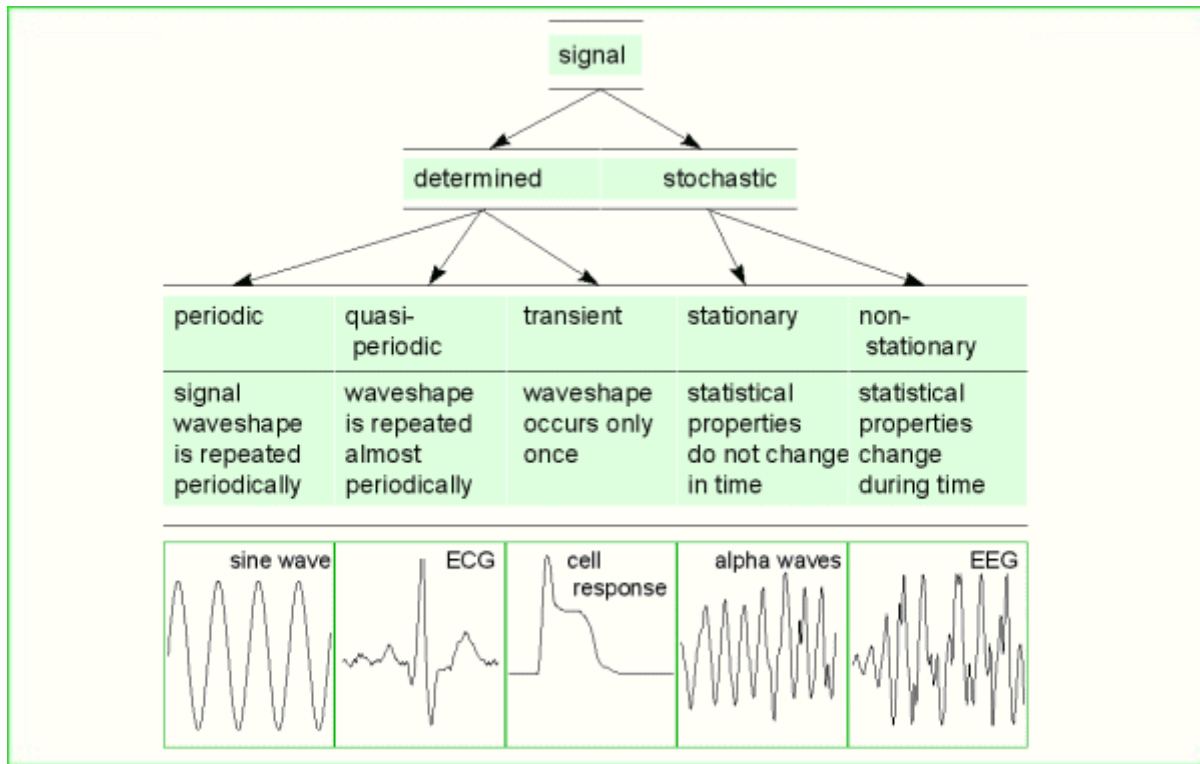 signal
determined
stochastic
periodic
quasi-
periodic
transient
stationary
non-
stationary
signal
waveshape
is repeated
periodically
waveshape
is repeated
almost
periodically
waveshape
occurs only
once
statistical
properties
do not change
in time
statistical
properties
change
during time
sine wave
ECG
cell
response
alpha waves
EEG